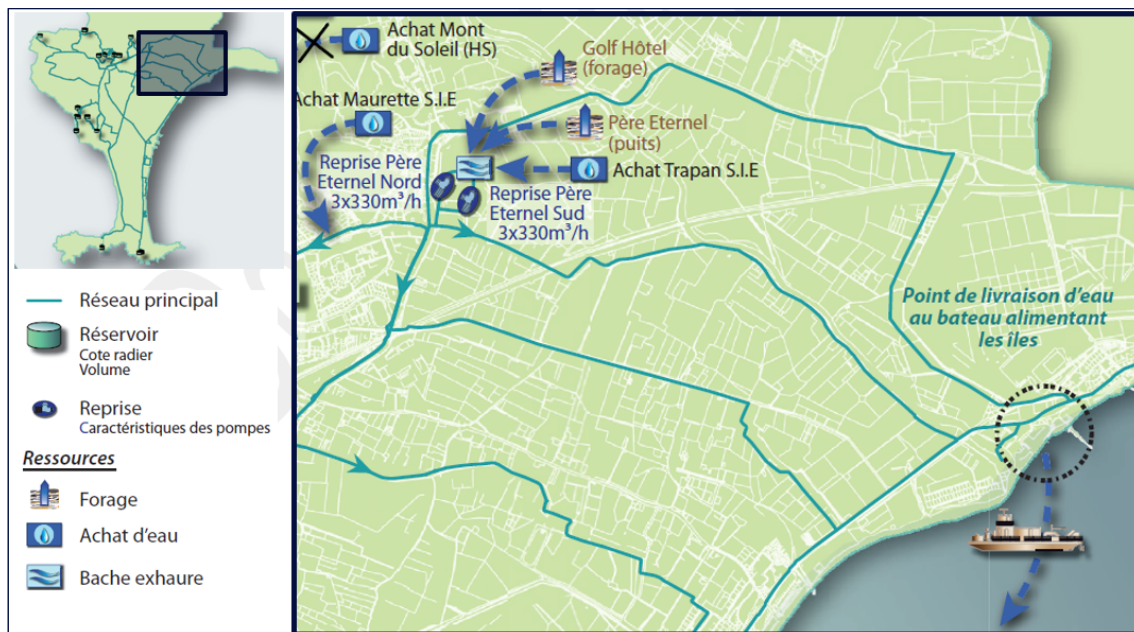 Achat Mont
du Soleil (HS)
Golf Hôtel
(forage)
Achat Maurette S.I.E
Père Eternel
(puits)
Reprise Père
Eternel Nord
3x330m³/h
Achat Trapan S.I.E
Reprise Père
Eternel Sud
3x330m³/h
Point de livraison d'eau
au bateau alimentant
les îles
Réseau principal
Réservoir
Cote radier
Volume
Reprise
Caractéristiques des pompes
Ressources
Forage
Achat d'eau
Bache exhaure